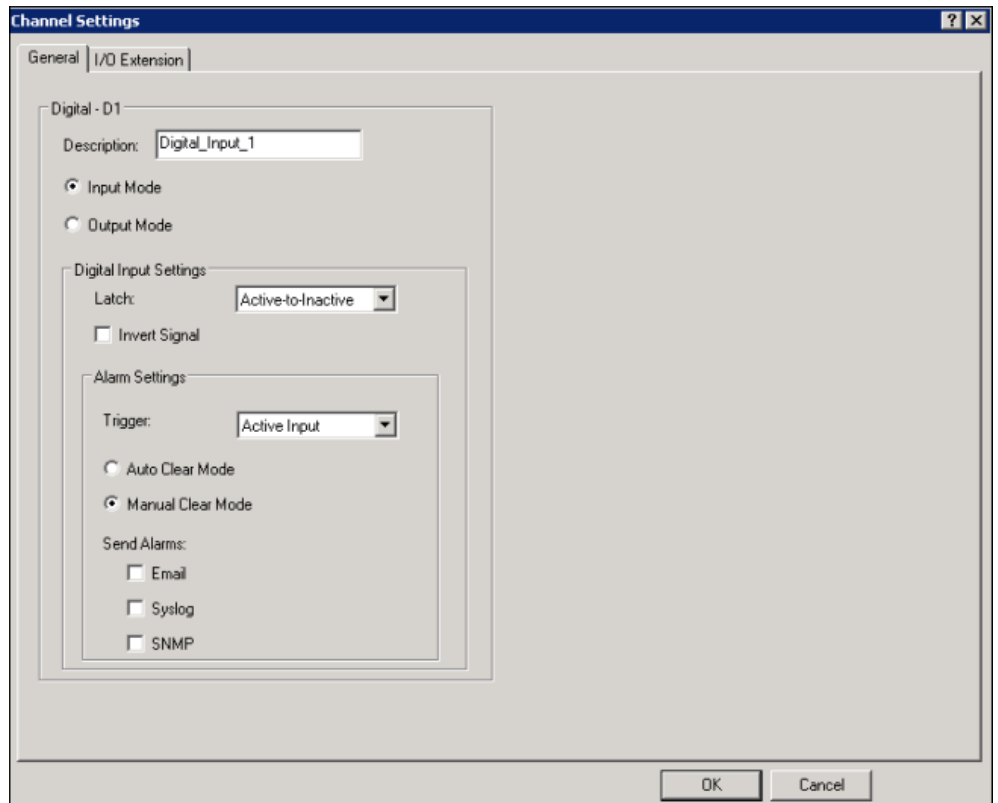 Channel Settings
General I/O Extension
Digital - D1
Description: Digital_Input_1
Input Mode
Output Mode
Digital Input Settings
Latch: Active-to-Inactive
Invert Signal
Alarm Settings
Trigger: Active Input
Auto Clear Mode
Manual Clear Mode
Send Alarms:
Email
Syslog
SNMP
OK Cancel